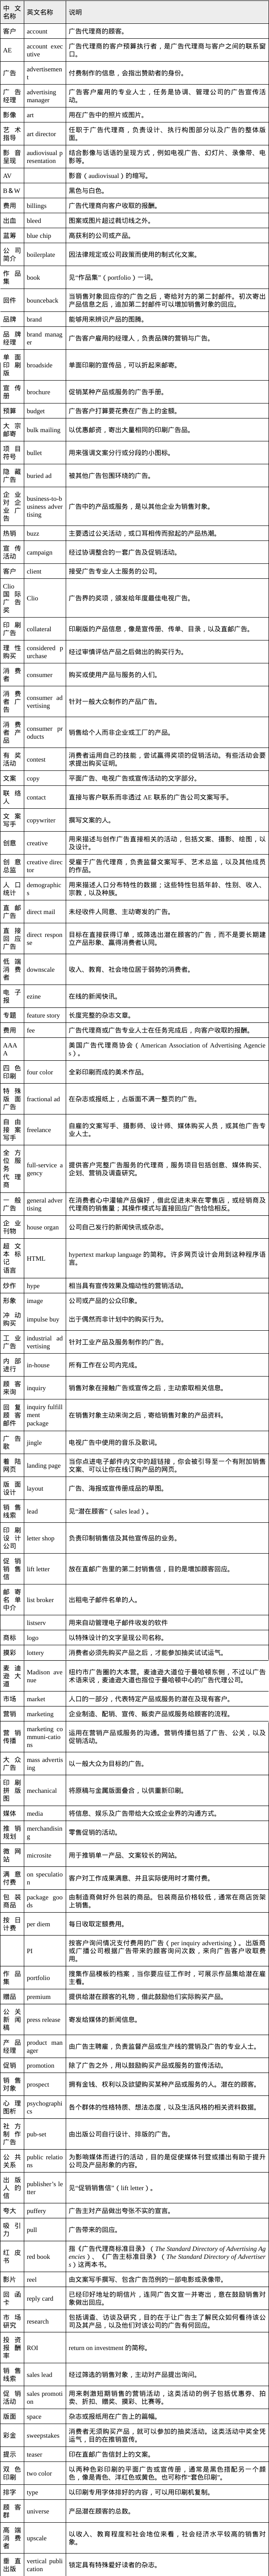 中文名称 英文名称 说明
客户 account 广告代理商的顾客。
AE account executive 广告代理商的客户预算执行者，是广告代理商与客户之间的联系窗口。
广告 advertisement 付费制作的信息，会指出赞助者的身份。
广告经理 advertising manager 广告客户雇用的专业人士，任务是协调、管理公司的广告宣传活动。
影像 art 用在广告中的照片或图片。
艺术指导 art director 任职于广告代理商，负责设计、执行构图部分以及广告的整体版面。
影音呈现 audiovisual presentation 结合影像与话语的呈现方式，例如电视广告、幻灯片、录像带、电影等。
AV 影音（audiovisual）的缩写。
B＆W 黑色与白色。
费用 billings 广告代理商向客户收取的报酬。
出血 bleed 图案或图片超过裁切线之外。
蓝筹 blue chip 高获利的公司或产品。
公司简介 boilerplate 因法律规定或公司政策而使用的制式化文案。
作品集 book 见“作品集”（portfolio）一词。
回件 bounceback 当销售对象回应你的广告之后，寄给对方的第二封邮件。初次寄出产品信息之后，追加第二封邮件可以增加销售对象的回应。
品牌 brand 能够用来辨识产品的图腾。
品牌经理 brand manager 广告客户雇用的经理人，负责品牌的营销与广告。
单面印刷版 broadside 单面印刷的宣传品，可以折起来邮寄。
宣传册 brochure 促销某种产品或服务的广告手册。
预算 budget 广告客户打算要花费在广告上的金额。
大宗邮寄 bulk mailing 以优惠邮资，寄出大量相同的印刷广告品。
项目符号 bullet 用来强调文案分行或分段的小图标。
隐藏广告 buried ad 被其他广告包围环绕的广告。
企业对企业广告 business-to-business advertising 广告中的产品或服务，是以其他企业为销售对象。
热销 buzz 主要透过公关活动，或口耳相传而掀起的产品热潮。
宣传活动 campaign 经过协调整合的一套广告及促销活动。
客户 client 接受广告专业人士服务的公司。
Clio国际广告奖 Clio 广告界的奖项，颁发给年度最佳电视广告。
印刷广告 collateral 印刷版的产品信息，像是宣传册、传单、目录，以及直邮广告。
理性购买 considered purchase 经过审慎评估产品之后做出的购买行为。
消费者 consumer 购买或使用产品与服务的人们。
消费者广告 consumer advertising 针对一般大众制作的产品广告。
消费者产品 consumer products 销售给个人而非企业或工厂的产品。
有奖活动 contest 消费者运用自己的技能，尝试赢得奖项的促销活动。有些活动会要求提出购买证明。
文案 copy 平面广告、电视广告或宣传活动的文字部分。
联络人 contact 直接与客户联系而非透过 AE 联系的广告公司文案写手。
文案写手 copywriter 撰写文案的人。
创意 creative 用来描述与创作广告直接相关的活动，包括文案、摄影、绘图，以及设计。
创意总监 creative director 受雇于广告代理商，负责监督文案写手、艺术总监，以及其他成员的作品。
人口统计 demographics 用来描述人口分布特性的数据；这些特性包括年龄、性别、收入、宗教，以及种族。
直邮广告 direct mail 未经收件人同意、主动寄发的广告。
直接回应广告 direct response 目标在直接获得订单，或筛选出潜在顾客的广告，而不是要长期建立产品形象、赢得消费者认同。
低端消费者 downscale 收入、教育、社会地位居于弱势的消费者。
电子报 ezine 在线的新闻快讯。
专题 feature story 长度完整的杂志文章。
费用 fee 广告代理商或广告专业人士在任务完成后，向客户收取的报酬。
AAAA 美国广告代理商协会（American Association of Advertising Agencies）。
四色印刷 four color 全彩印刷而成的美术作品。
特殊版面广告 fractional ad 在杂志或报纸上，占版面不满一整页的广告。
自由接案写手 freelance 自雇的文案写手、摄影师、设计师、媒体购买人员，或其他广告专业人士。
全方位服务代理商 full-service agency 提供客户完整广告服务的代理商，服务项目包括创意、媒体购买、企划、营销及调查研究。
一般广告 general advertising 在消费者心中灌输产品偏好，借此促进未来在零售店，或经销商及代理商的销售量；其操作模式与直接回应广告恰恰相反。
企业刊物 house organ 公司自己发行的新闻快讯或杂志。
超文本标记语言 HTML hypertext markup language 的简称。许多网页设计会用到这种程序语言。
炒作 hype 相当具有宣传效果及煽动性的营销活动。
形象 image 公司或产品的公众印象。
冲动购买 impulse buy 出于偶然而非计划中的购买行为。
工业广告 industrial advertising 针对工业产品及服务制作的广告。
内部进行 in-house 所有工作在公司内完成。
顾客来询 inquiry 销售对象在接触广告或宣传之后，主动索取相关信息。
回复顾客邮件 inquiry fulfillment package 在销售对象主动来询之后，寄给销售对象的产品资料。
广告歌 jingle 电视广告中使用的音乐及歌词。
着陆网页 landing page 当你点进电子邮件内文中的超链接，你会被引导至一个有附加销售文案、可以让你在线订购产品的网页。
版面设计 layout 广告、海报或宣传册成品的草图。
销售线索 lead 见“潜在顾客”（sales lead）。
印刷设计公司 letter shop 负责印制销售信及其他宣传品的业务。
促销销售信 lift letter 放在直邮广告里的第二封销售信，目的是增加顾客回应。
邮寄名单中介 list broker 出租电子邮件名单的人。
listserv 用来自动管理电子邮件收发的软件
商标 logo 以特殊设计的文字呈现公司名称。
摸彩 lottery 消费者必须先购买产品之后，才能参加抽奖试试运气。
麦迪逊大道 Madison avenue 纽约市广告圈的大本营。麦迪逊大道位于曼哈顿东侧，不过以广告术语来说，麦迪逊大道也指位于曼哈顿中心的广告代理公司。
市场 market 人口的一部分，代表特定产品或服务的潜在及现有客户。
营销 marketing 企业制造、配销、宣传、贩卖产品或服务给顾客的流程。
营销传播 marketing communi-cations 运用在营销产品或服务的沟通。营销传播包括了广告、公关，以及促销活动。
大众广告 mass advertising 以一般大众为目标的广告。
印刷拼版图 mechanical 将原稿与金属版面叠合，以供重新印刷。
媒体 media 将信息、娱乐及广告带给大众或企业界的沟通方式。
推销规划 merchandising 零售促销的活动。
微网站 microsite 用于推销单一产品、文案较长的网站。
满意付费 on speculation 客户对工作成果满意、并且实际使用时才需付费。
包装商品 package goods 由制造商做好外包装的商品。包装商品价格较低，通常在商店货架上销售。
按日计费 per diem 每日收取定额费用。
PI 按客户询问情况支付费用的广告（per inquiry advertising）。出版商或广播公司根据广告带来的顾客询问次数，来向广告客户收取费用。
作品集 portfolio 搜集作品模板的档案，当你要应征工作时，可展示作品集给潜在雇主看。
赠品 premium 提供给潜在顾客的礼物，借此鼓励他们实际购买产品。
公关新闻稿 press release 寄发给媒体的新闻信息。
产品经理 product manager 由广告主聘雇，负责监督产品或生产线的营销及广告的专业人士。
促销 promotion 除了广告之外，用以鼓励购买产品或服务的宣传活动。
销售对象 prospect 拥有金钱、权利以及欲望购买某种产品或服务的人。潜在的顾客。
心理图析 psychographics 各个群体的性格特质、想法态度，以及生活风格的相关资料数据。
社方制作广告 pub-set 由出版公司自行设计、排版的广告。
公共关系 public relations 为影响媒体而进行的活动，目的是促使媒体刊登或播出有助于提升公司及产品形象的内容。
出版人的信 publisher’s letter 见“促销销售信”（lift letter）。
夸大 puffery 广告主对产品做出夸张不实的宣言。
吸引力 pull 广告带来的回应。
红皮书 red book 指《广告代理商标准目录》（The Standard Directory of Advertising Agencies）、《广告主标准目录》（The Standard Directory of Advertisers）这两本书。
影片 reel 由文案写手撰写、包含广告范例的一部电影或录像带。
回函卡 reply card 已经印好地址的明信片，连同广告文宣一并寄出，意在鼓励销售对象做出回应。
市场研究 research 包括调查、访谈及研究，目的在于让广告主了解民众如何看待该公司及其产品，以及他们对该公司的广告有何回应。
投资报酬率 ROI return on investment 的简称。
销售线索 sales lead 经过筛选的销售对象，主动对产品提出询问。
促销活动 sales promotion 用来刺激短期销售的营销活动，这类活动的例子包括优惠券、拍卖、折扣、赠奖、摸彩、比赛等。
版面 space 杂志或报纸用在广告上的篇幅。
彩金 sweepstakes 消费者无须购买产品，就可以参加的抽奖活动。这类活动中奖全凭运气，目的在推销宣传。
提示 teaser 印在直邮广告信封上的文案。
双色印刷 two color 以两种色彩印刷的平面广告或宣传册，通常是黑色搭配另一个颜色，像是青色、洋红色或黄色。也可称作“套色印刷”。
排字 type 以印刷专用字体排好的内容，可以用印刷机复制。
顾客群 universe 产品潜在顾客的总数。
高端消费者 upscale 以收入、教育程度和社会地位来看，社会经济水平较高的销售对象。
垂直出版 vertical publication 锁定具有特殊爱好读者的杂志。